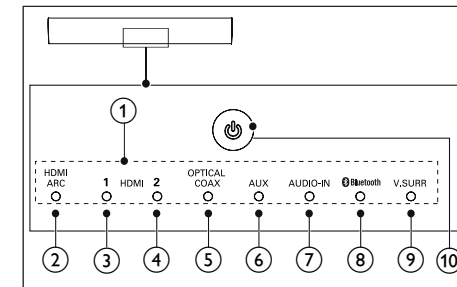 1
HDMI
ARC
1 HDMI 2
OPTICAL
COAX
AUX
AUDIO-IN
Bluetooth
V.SURR
2
3
4
5
6
7
8
9
10